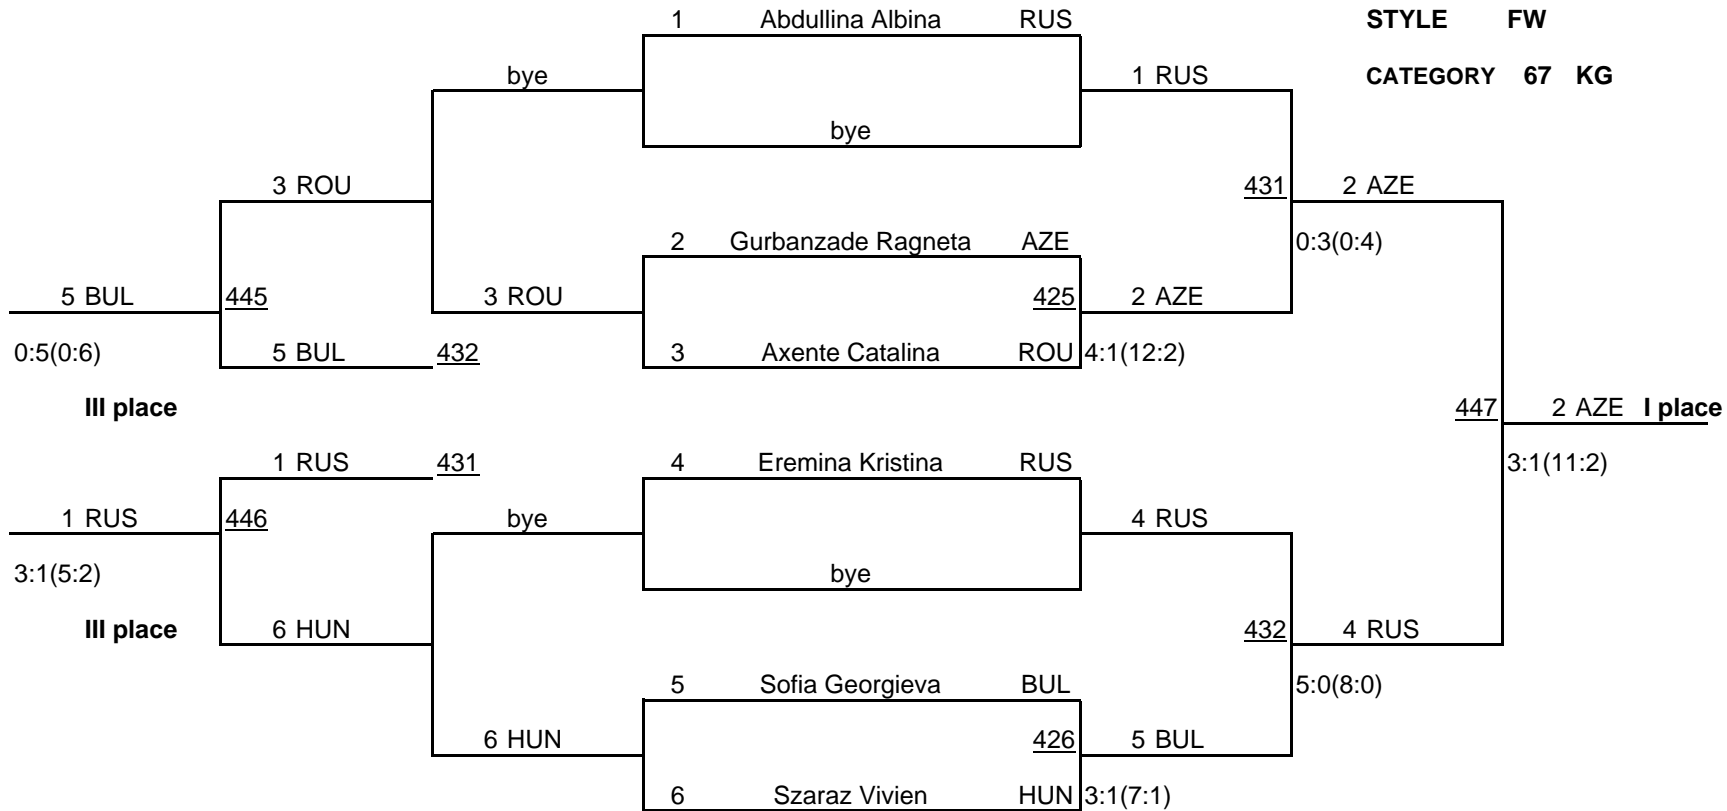 1 Abdullina Albina RUS STYLE FW
bye 1 RUS CATEGORY 67 KG
bye
3 ROU 431 2 AZE
2 Gurbanzade Ragneta AZE 0:3(0:4)
5 BUL 445 3 ROU 425 2 AZE
0:5(0:6) 5 BUL 432 3 Axente Catalina ROU 4:1(12:2)
III place 447 2 AZE I place
1 RUS 431 4 Eremina Kristina RUS 3:1(11:2)
1 RUS 446 bye 4 RUS
3:1(5:2) bye
III place 6 HUN 432 4 RUS
5 Sofia Georgieva BUL 5:0(8:0)
6 HUN 426 5 BUL
6 Szaraz Vivien HUN 3:1(7:1)